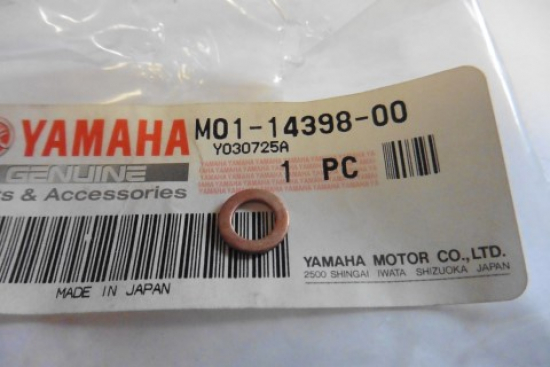 YAMAHA M01-14398-00
Y030725A
GENUINE
1 PC
& Accessories
YAMAHA MOTOR CO., LTD.
2500 SHINGAI IWATA SHIZUOKA JAPAN
MADE IN JAPAN